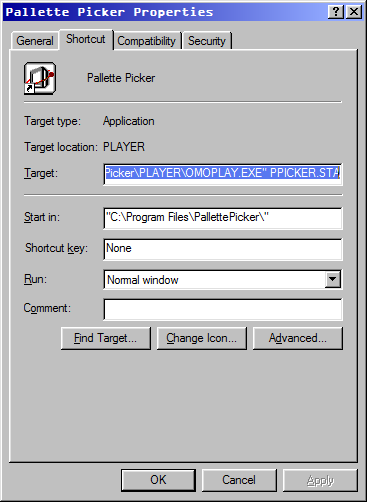 Pallette Picker Properties
General Shortcut Compatibility Security
Pallette Picker
Target type: Application
Target location: PLAYER
Target: Picker\PLAYER\OMOPLAY.EXE" PPICKER.STA
Start in: "C:\Program Files\PallettePicker\"
Shortcut key: None
Run: Normal window
Comment:
Find Target... Change Icon... Advanced...
OK Cancel Apply